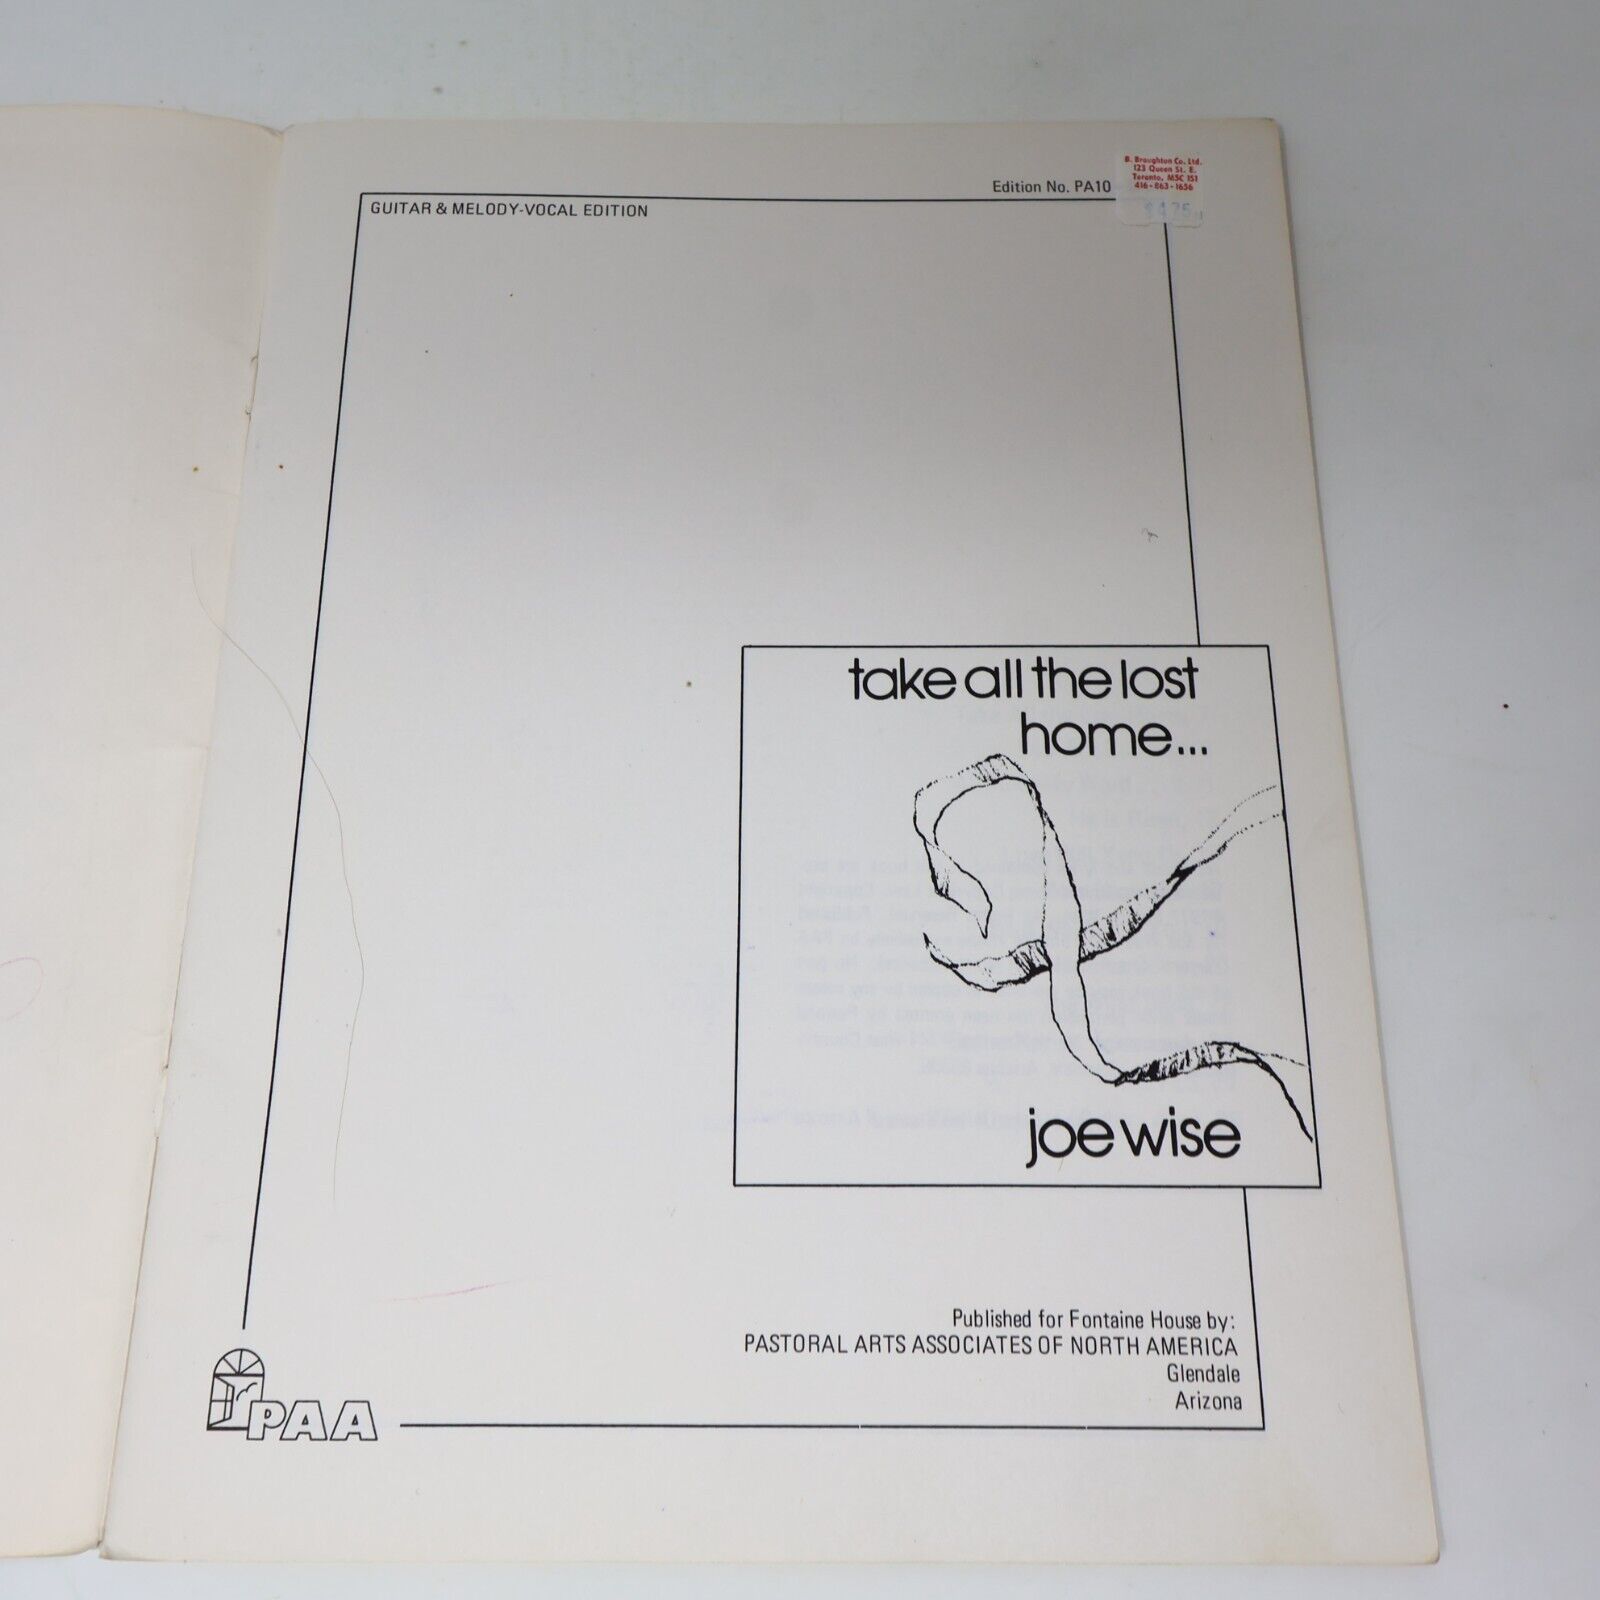 B. Broughton Co. Ltd.
123 Queen St. E.
Toronto, M5C 1S1
416-863-1656
$4.75
Edition No. PA10
GUITAR & MELODY-VOCAL EDITION
take all the lost
home...
joe wise
Published for Fontaine House by:
PASTORAL ARTS ASSOCIATES OF NORTH AMERICA
Glendale
Arizona
PAA